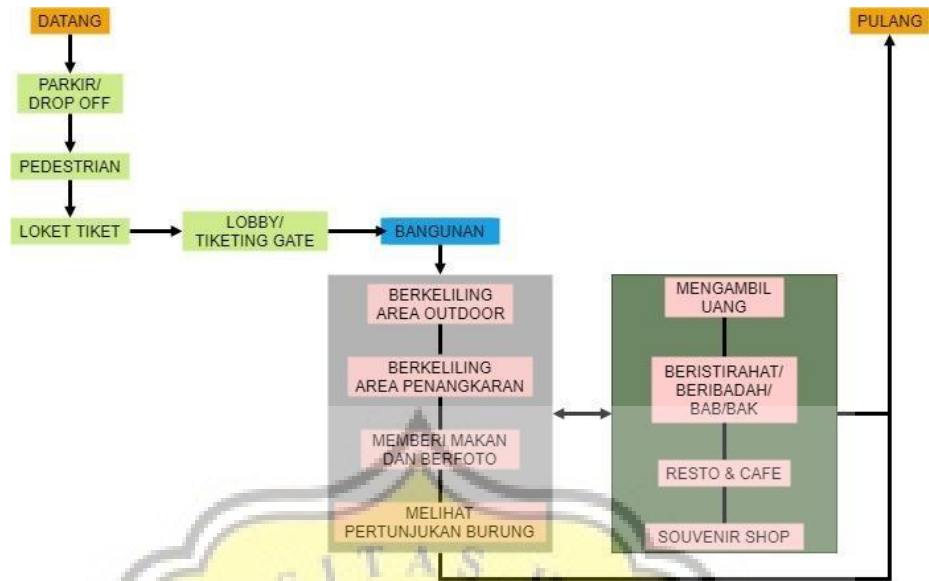 DATANG
PULANG
PARKIR/
DROP OFF
PEDESTRIAN
LOKET TIKET
LOBBY/
TIKETING GATE
BANGUNAN
BERKELILING
AREA OUTDOOR
BERKELILING
AREA PENANGKARAN
MEMBERI MAKAN
DAN BERFOTO
MELIHAT
PERTUNJUKAN BURUNG
MENGAMBIL
UANG
BERISTIRAHAT/
BERIBADAH/
BAB/BAK
RESTO & CAFE
SOUVENIR SHOP